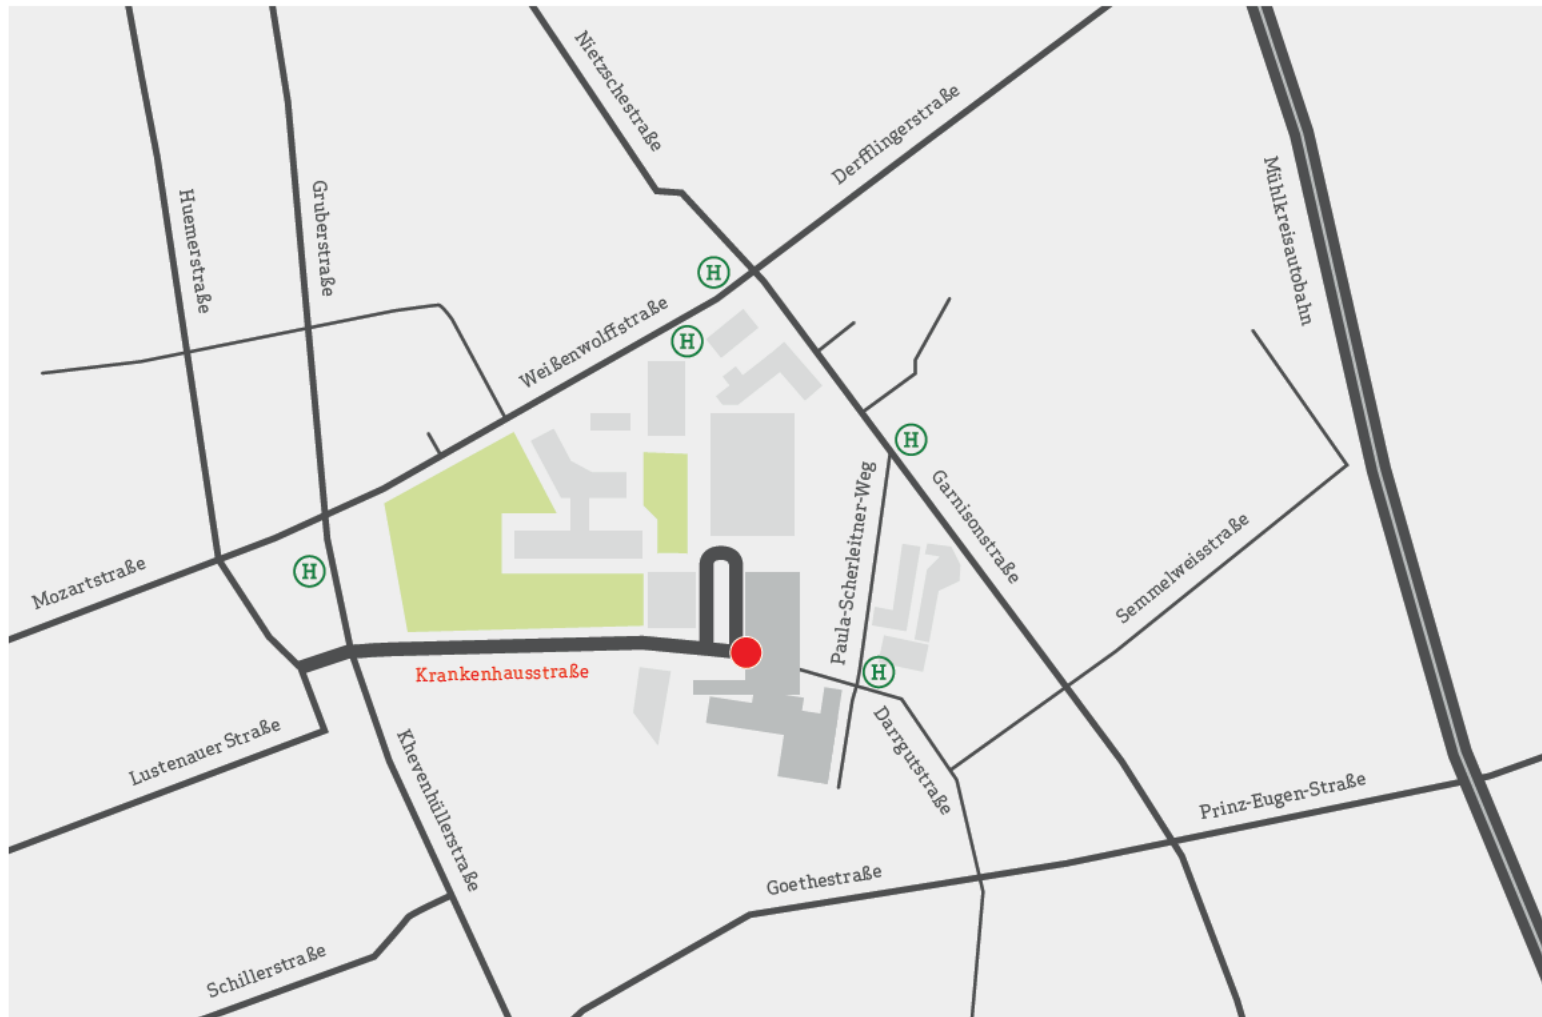 Nietzschestraße
Derfflingerstraße
Mühlkreisautobahn
Huemerstraße
Gruberstraße
H
Weißenwolffstraße
H
H
Paula-Scherleitner-Weg
Garnisonstraße
Semmelweisstraße
Mozartstraße
H
Krankenhausstraße
H
Lustenauer Straße
Khevenhüllerstraße
Darrgutstraße
Prinz-Eugen-Straße
Goethestraße
Schillerstraße